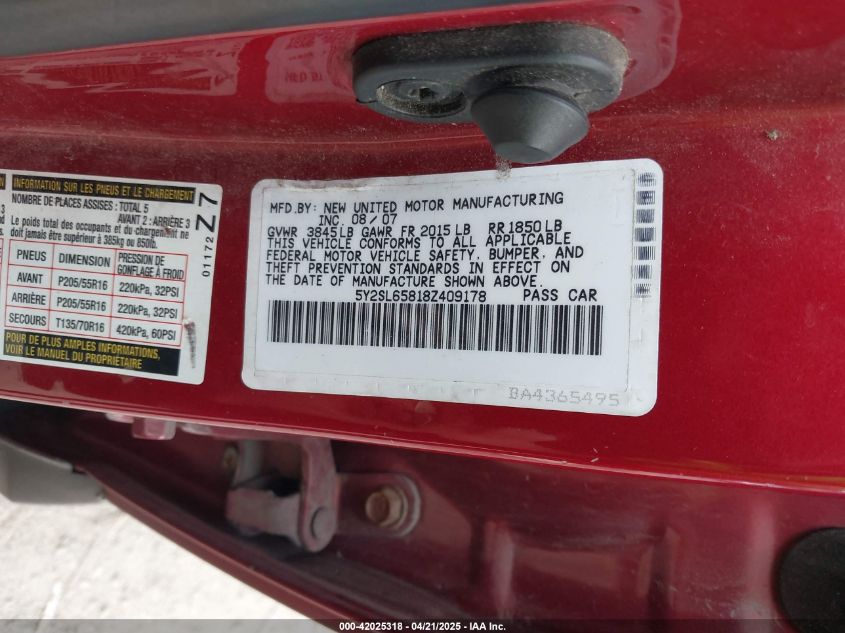 INFORMATION SUR LES PNEUS ET LE CHARGEMENT
NOMBRE DE PLACES ASSISES: TOTAL 5
AVANT 2: ARRIÈRE 3
Le poids total des occupants et du chargement ne
doit jamais être supérieur à 385kg ou 850lb.
PNEUS DIMENSION PRESSION DE GONFLAGE À FROID
AVANT P205/55R16 220kPa, 32PSI
ARRIÈRE P205/55R16 220kPa, 32PSI
SECOURS T135/70R16 420kPa, 60PSI
POUR DE PLUS AMPLES INFORMATIONS,
VOIR LE MANUEL DU PROPRIÉTAIRE
01172 Z7
MFD.BY: NEW UNITED MOTOR MANUFACTURING
INC. 08/07
GVWR 3845LB GAWR FR 2015LB RR1850LB
THIS VEHICLE CONFORMS TO ALL APPLICABLE
FEDERAL MOTOR VEHICLE SAFETY, BUMPER, AND
THEFT PREVENTION STANDARDS IN EFFECT ON
THE DATE OF MANUFACTURE SHOWN ABOVE.
5Y2SL65818Z409178 PASS CAR
BA4365495
000-42025318 - 04/21/2025 - IAA Inc.